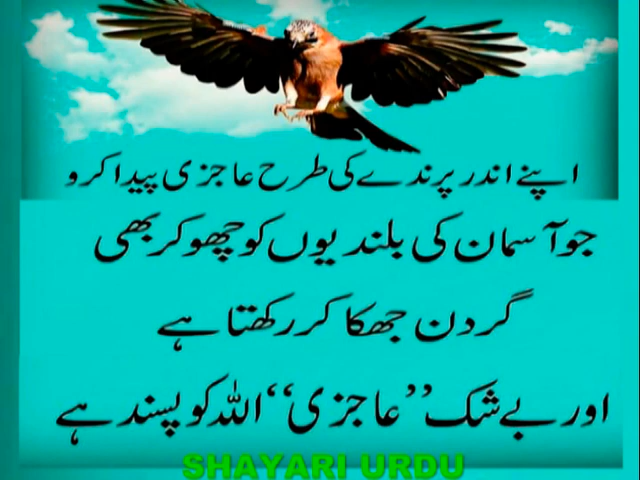 اپنے اندر پرندے کی طرح عاجزی پیدا کرو
جو آسمان کی بلندیوں کو چھو کر بھی
گردن جھکا کر رکھتا ہے
اور بے شک ’’عاجزی‘‘ اللہ کو پسند ہے
SHAYARI URDU